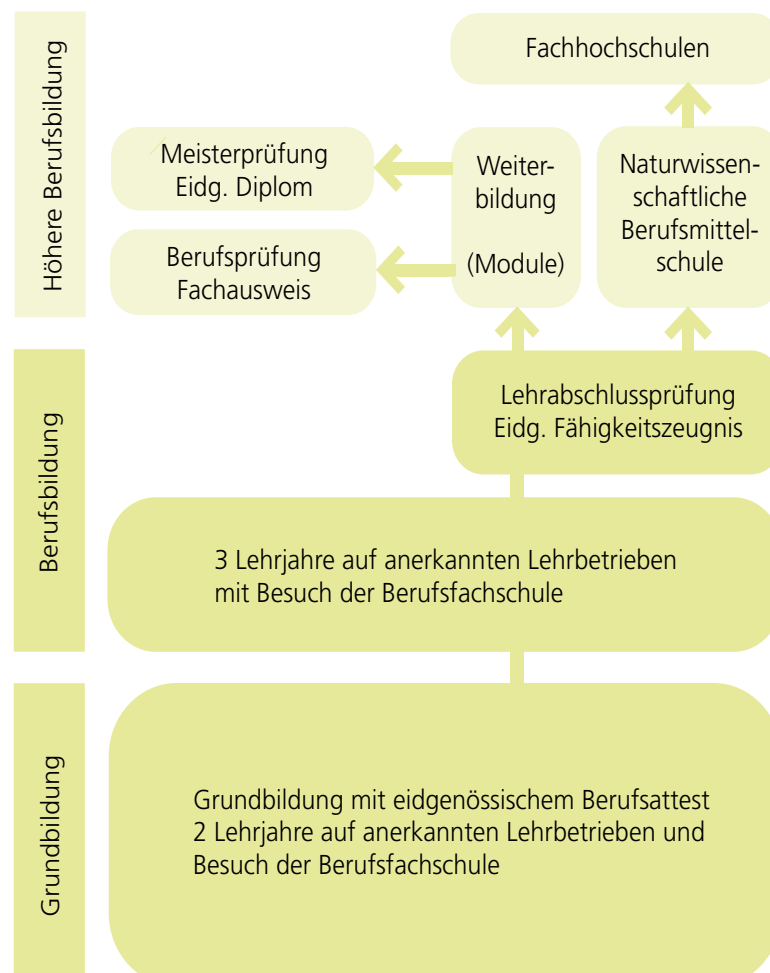 Höhere Berufsbildung
Fachhochschulen
Meisterprüfung
Eidg. Diplom
Berufsprüfung
Fachausweis
Weiter-
bildung
(Module)
Naturwissen-
schaftliche
Berufsmittel-
schule
Berufsbildung
Lehrabschlussprüfung
Eidg. Fähigkeitszeugnis
3 Lehrjahre auf anerkannten Lehrbetrieben
mit Besuch der Berufsfachschule
Grundbildung
Grundbildung mit eidgenössischem Berufsattest
2 Lehrjahre auf anerkannten Lehrbetrieben und
Besuch der Berufsfachschule